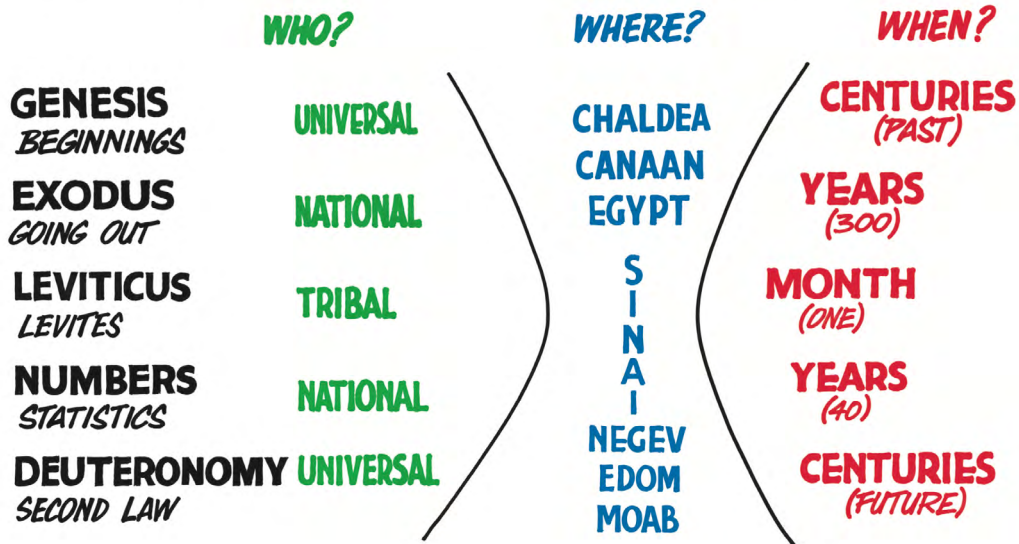 WHO? WHERE? WHEN?
GENESIS UNIVERSAL CHALDEA CENTURIES
BEGINNINGS (PAST)
CANAAN
EXODUS NATIONAL EGYPT YEARS
GOING OUT (300)
LEVITICUS TRIBAL SINAI MONTH
LEVITES (ONE)
NUMBERS NATIONAL YEARS
STATISTICS (40)
NEGEV
DEUTERONOMY UNIVERSAL EDOM CENTURIES
SECOND LAW MOAB (FUTURE)